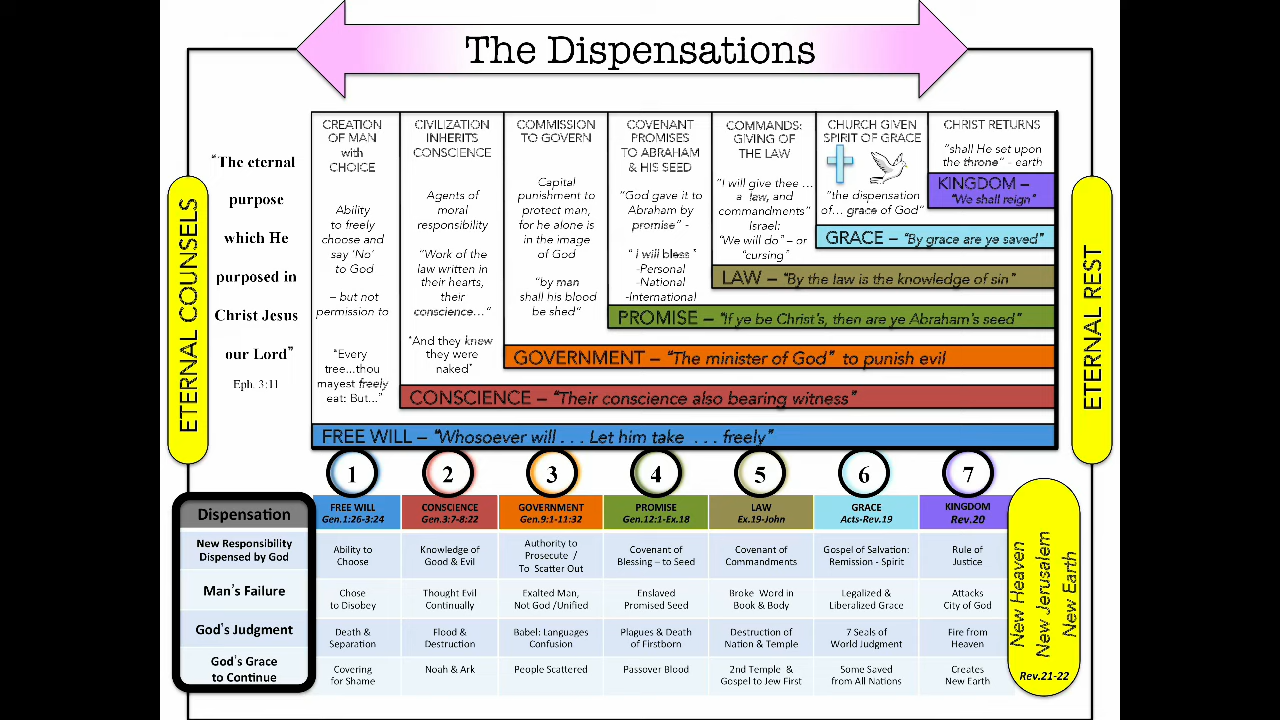 The Dispensations
"The eternal
purpose
which He
purposed in
Christ Jesus
our Lord"
Eph. 3:11
ETERNAL COUNSELS
CREATION
OF MAN
with
CHOICE
Ability
to freely
choose and
say 'No'
to God
– but not
permission to
"Every
tree...thou
mayest freely
eat: But..."
CIVILIZATION
INHERITS
CONSCIENCE
Agents of
moral
responsibility
"Work of the
law written in
their hearts,
their
conscience..."
"And they knew
they were
naked"
COMMISSION
TO GOVERN
Capital
punishment to
protect man,
for he alone is
in the image
of God
"by man
shall his blood
be shed"
COVENANT
PROMISES
TO ABRAHAM
& HIS SEED
"God gave it to
Abraham by
promise" -
"I will bless"
-Personal
-National
-International
COMMANDS:
GIVING OF
THE LAW
"I will give thee ...
a law, and
commandments"
Israel:
"We will do" – or
"cursing"
CHURCH GIVEN
SPIRIT OF GRACE
"the dispensation
of... grace of God"
CHRIST RETURNS
"shall He set upon
the throne" - earth
KINGDOM –
"We shall reign"
GRACE – "By grace are ye saved"
LAW – "By the law is the knowledge of sin"
PROMISE – "If ye be Christ's, then are ye Abraham's seed"
GOVERNMENT – "The minister of God" to punish evil
CONSCIENCE – "Their conscience also bearing witness"
FREE WILL – "Whosoever will . . . Let him take . . . freely"
ETERNAL REST
1 2 3 4 5 6 7
Dispensation
FREE WILL
Gen.1:26-3:24
CONSCIENCE
Gen.3:7-8:22
GOVERNMENT
Gen.9:1-11:32
PROMISE
Gen.12:1-Ex.18
LAW
Ex.19-John
GRACE
Acts-Rev.19
KINGDOM
Rev.20
New Responsibility
Dispensed by God
Ability to
Choose
Knowledge of
Good & Evil
Authority to
Prosecute /
To Scatter Out
Covenant of
Blessing – to Seed
Covenant of
Commandments
Gospel of Salvation:
Remission - Spirit
Rule of
Justice
Man's Failure
to Disobey
Thought Evil
Continually
Exalted Man,
Not God /Unified
Enslaved
Promised Seed
Broke Word in
Book & Body
Legalized &
Liberalized Grace
Attacks
City of God
God's Judgment
Death &
Separation
Flood &
Destruction
Babel: Languages
Confusion
Plagues & Death
of Firstborn
Destruction of
Nation & Temple
7 Seals of
World Judgment
Fire from
Heaven
God's Grace
to Continue
Covering
for Shame
Noah & Ark
People Scattered
Passover Blood
2nd Temple &
Gospel to Jew First
Some Saved
from All Nations
Creates
New Earth
New Heaven
New Jerusalem
New Earth
Rev.21-22